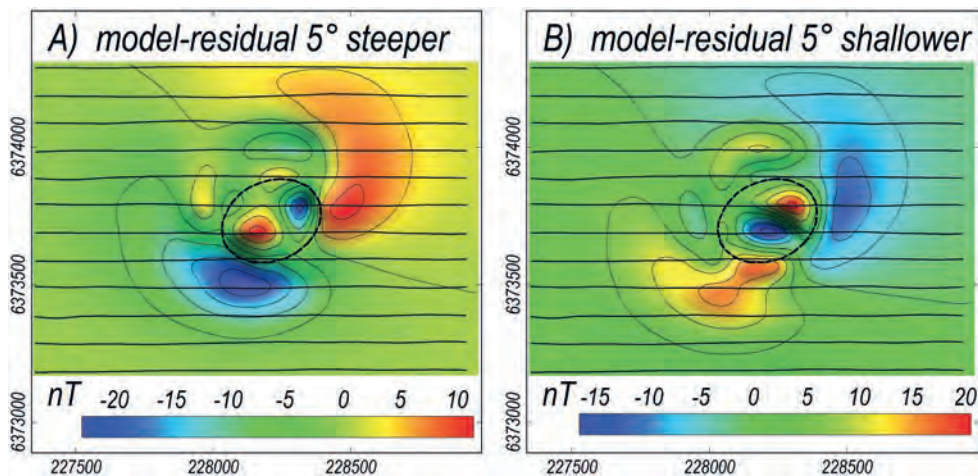 A) model-residual 5° steeper
B) model-residual 5° shallower
6374000
6373500
6373000
6374000
6373500
6373000
nT -20 -15 -10 -5 0 5 10
nT -15 -10 -5 0 5 10 15 20
227500 228000 228500
227500 228000 228500